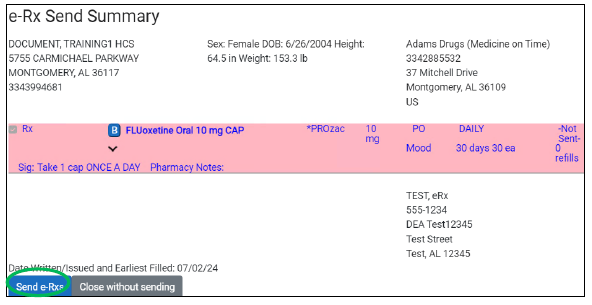 e-Rx Send Summary
DOCUMENT, TRAINING1 HCS
5755 CARMICHAEL PARKWAY
MONTGOMERY, AL 36117
3343994681
Sex: Female DOB: 6/26/2004 Height:
64.5 in Weight: 153.3 lb
Adams Drugs (Medicine on Time)
3342885532
37 Mitchell Drive
Montgomery, AL 36109
US
Rx B FLUoxetine Oral 10 mg CAP *PROzac 10 PO DAILY -Not
mg Sent-
Mood 30 days 30 ea 0
refills
Sig: Take 1 cap ONCE A DAY Pharmacy Notes:
TEST, eRx
555-1234
DEA Test12345
Test Street
Test, AL 12345
Date Written/Issued and Earliest Filled: 07/02/24
Send e-Rxs Close without sending